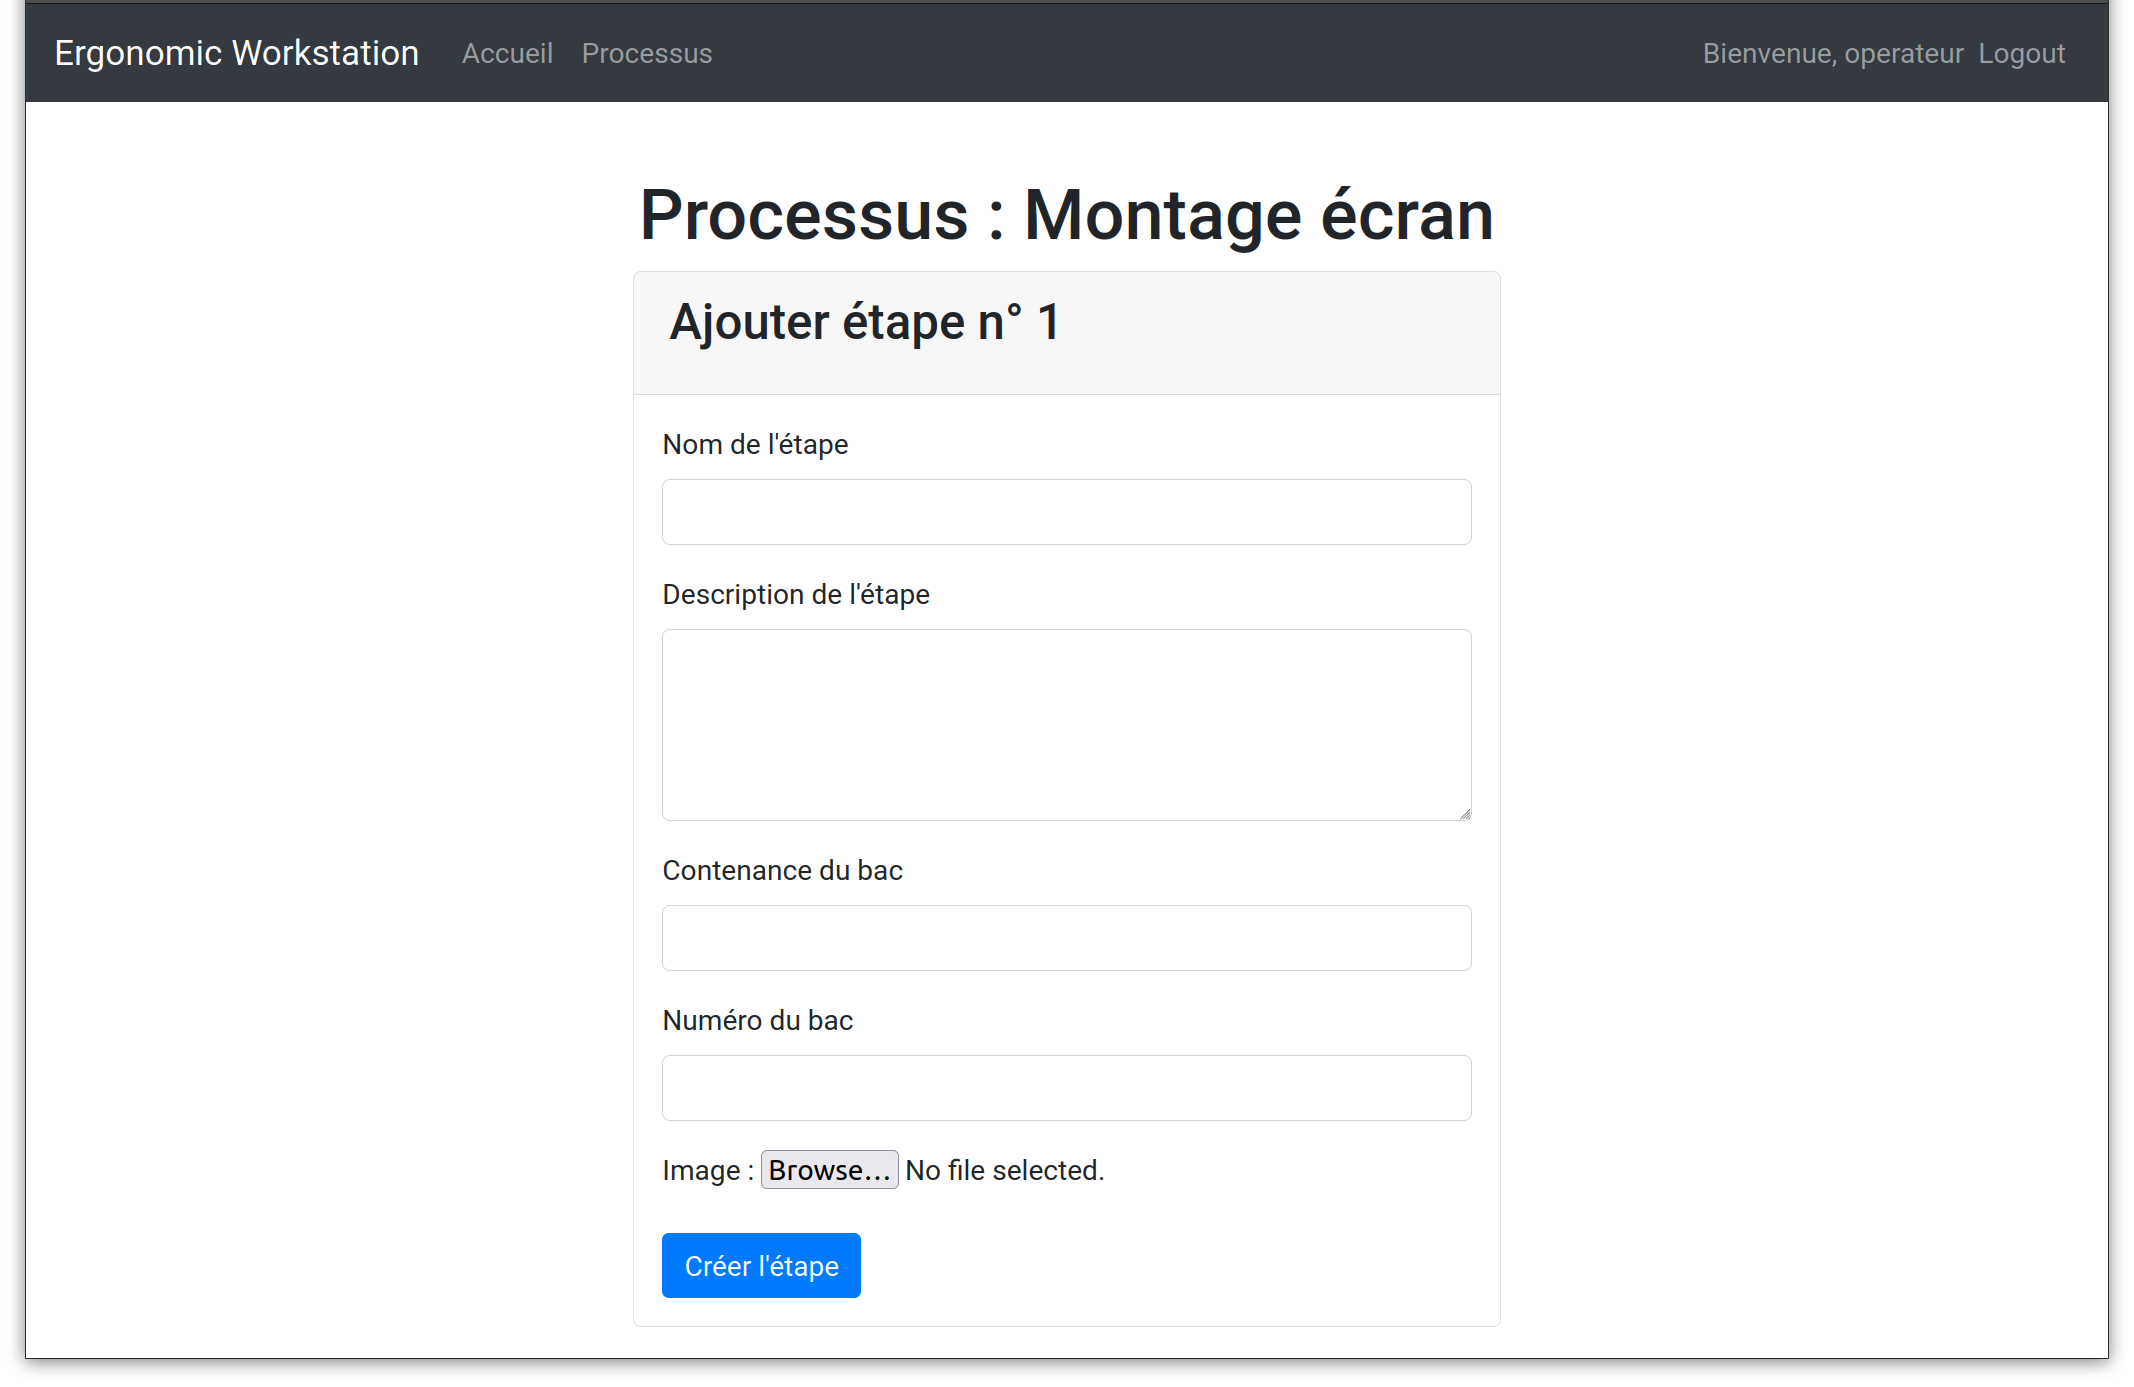 Ergonomic Workstation Accueil Processus Bienvenue, operateur Logout
Processus : Montage écran
Ajouter étape n° 1
Nom de l'étape
Description de l'étape
Contenance du bac
Numéro du bac
Image : Browse... No file selected.
Créer l'étape